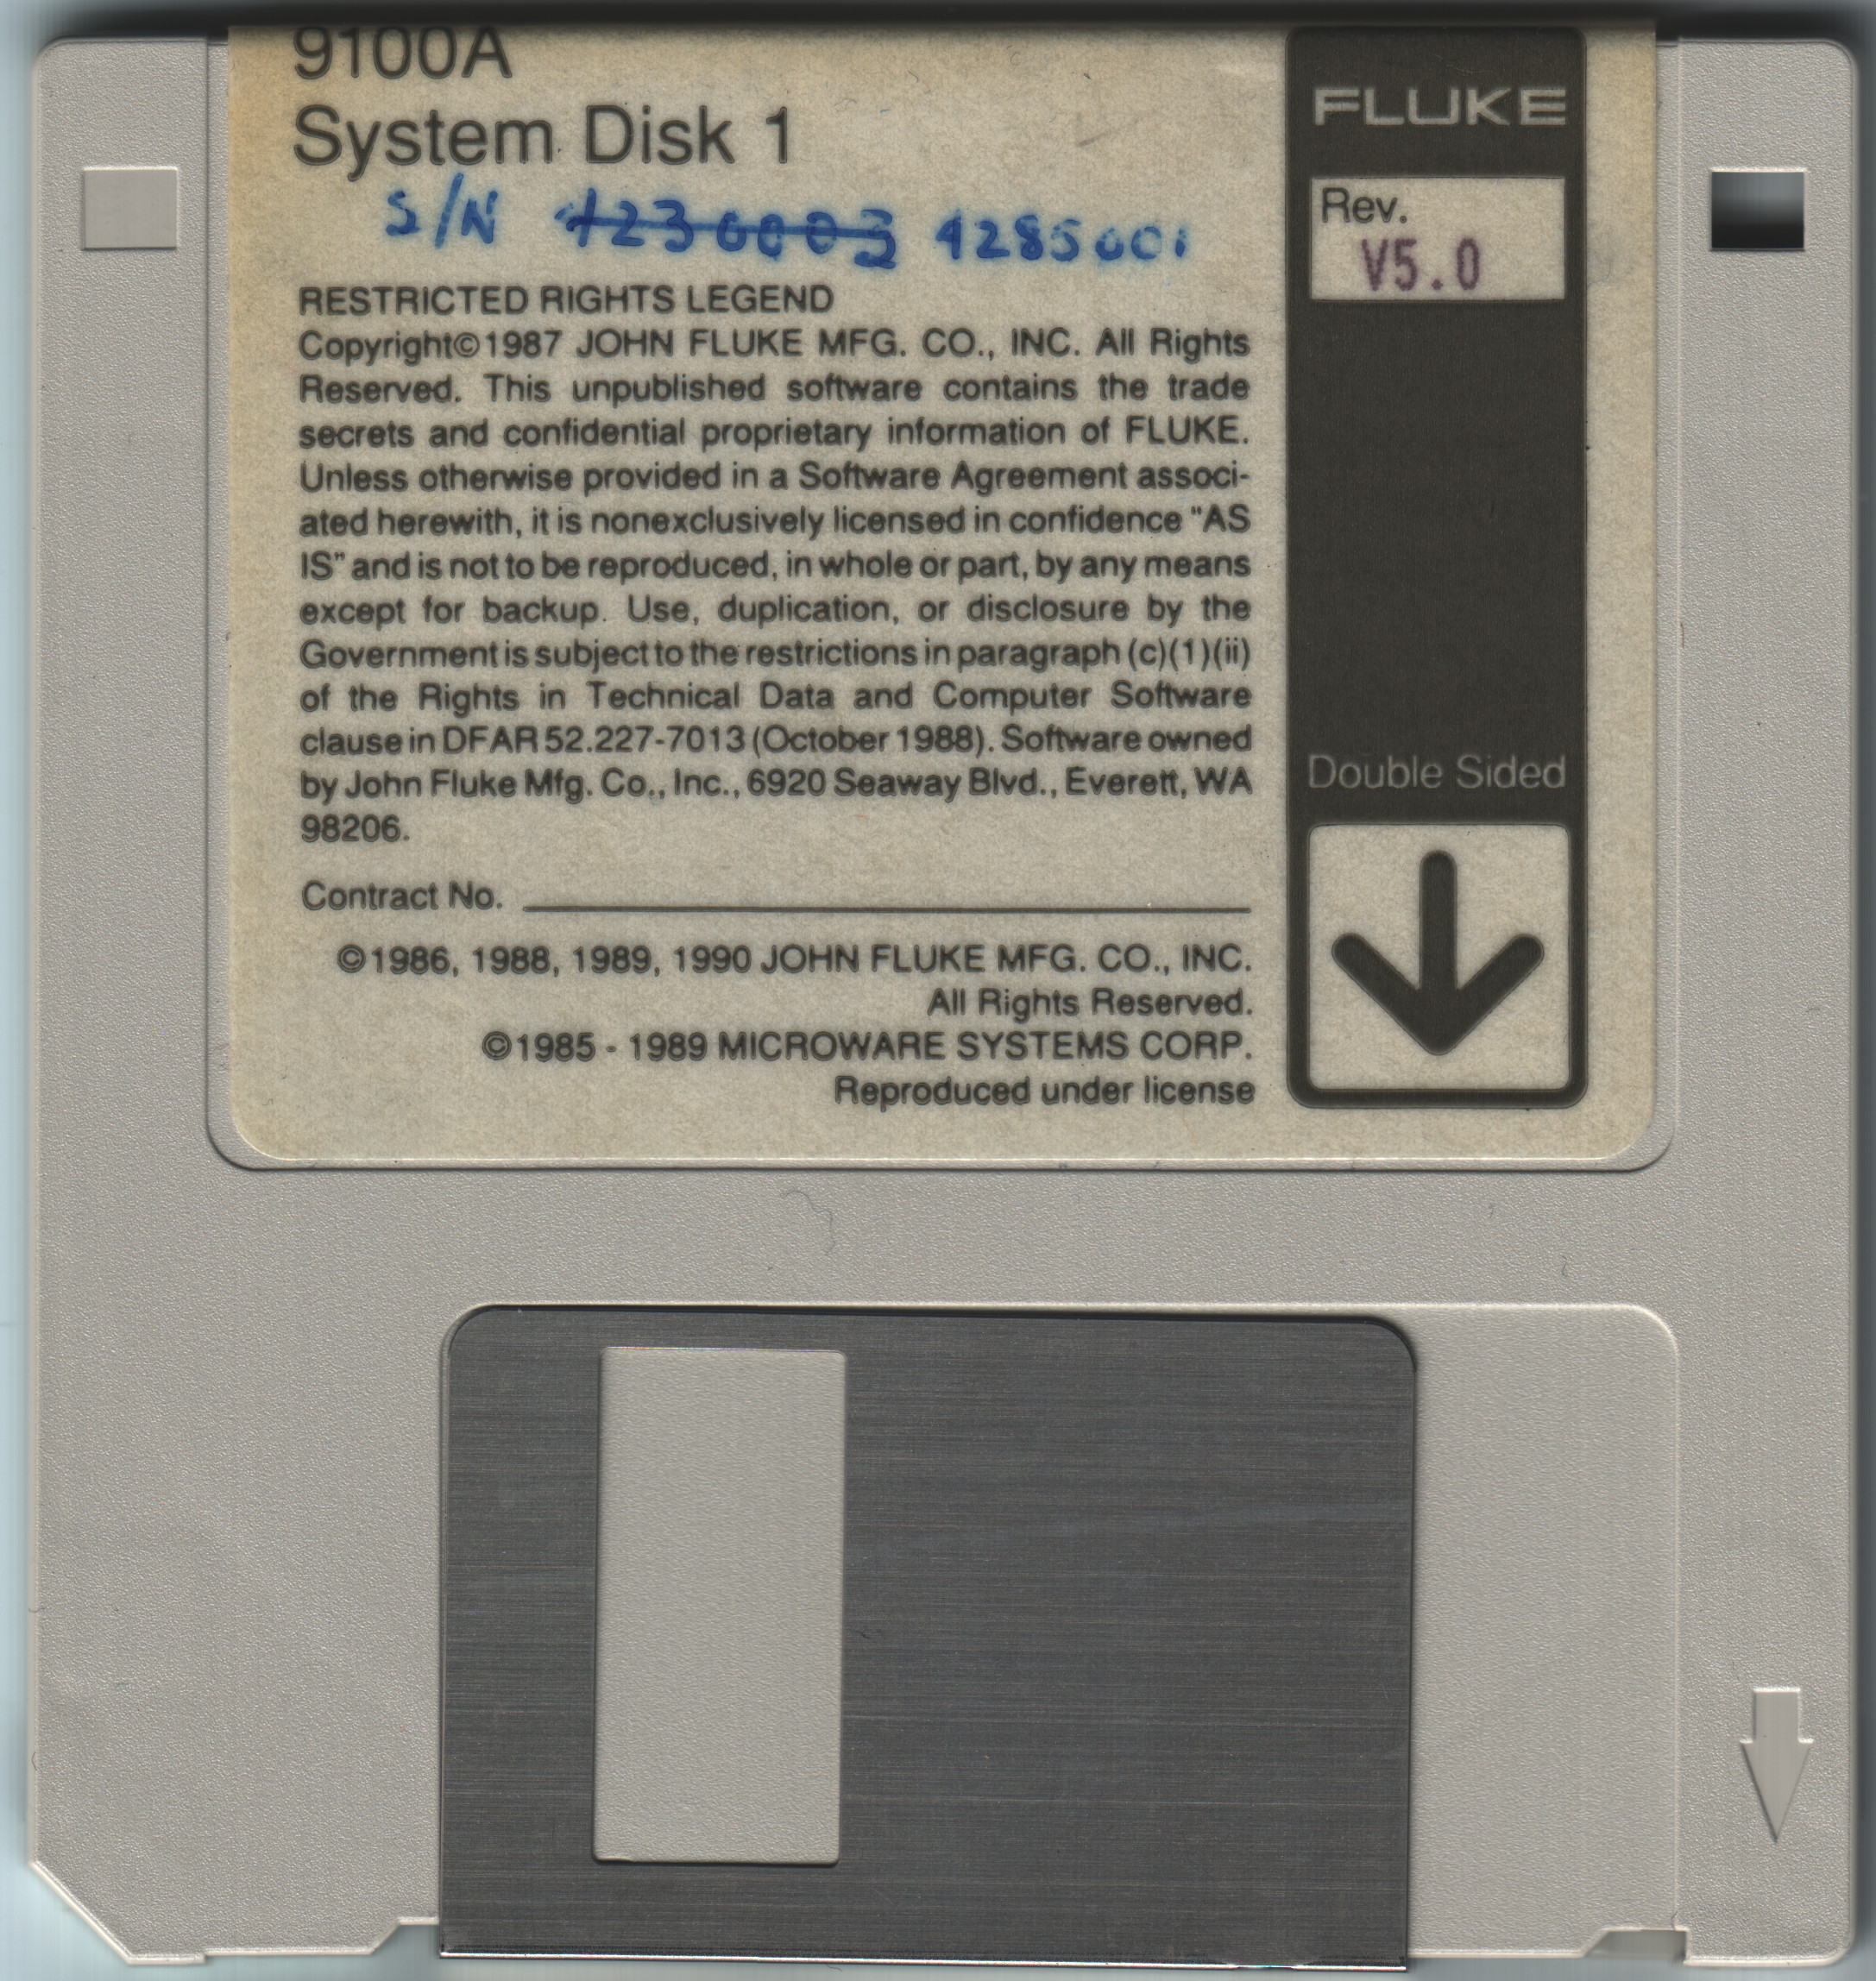 9100A
System Disk 1
S/N 4230003 4285001
RESTRICTED RIGHTS LEGEND
Copyright©1987 JOHN FLUKE MFG. CO., INC. All Rights
Reserved. This unpublished software contains the trade
secrets and confidential proprietary information of FLUKE.
Unless otherwise provided in a Software Agreement associ-
ated herewith, it is nonexclusively licensed in confidence "AS
IS" and is not to be reproduced, in whole or part, by any means
except for backup. Use, duplication, or disclosure by the
Government is subject to the restrictions in paragraph (c)(1)(ii)
of the Rights in Technical Data and Computer Software
clause in DFAR 52.227-7013 (October 1988). Software owned
by John Fluke Mfg. Co., Inc., 6920 Seaway Blvd., Everett, WA
98206.
Contract No.
©1986, 1988, 1989, 1990 JOHN FLUKE MFG. CO., INC.
All Rights Reserved.
©1985 - 1989 MICROWARE SYSTEMS CORP.
Reproduced under license
FLUKE
Rev.
V5.0
Double Sided